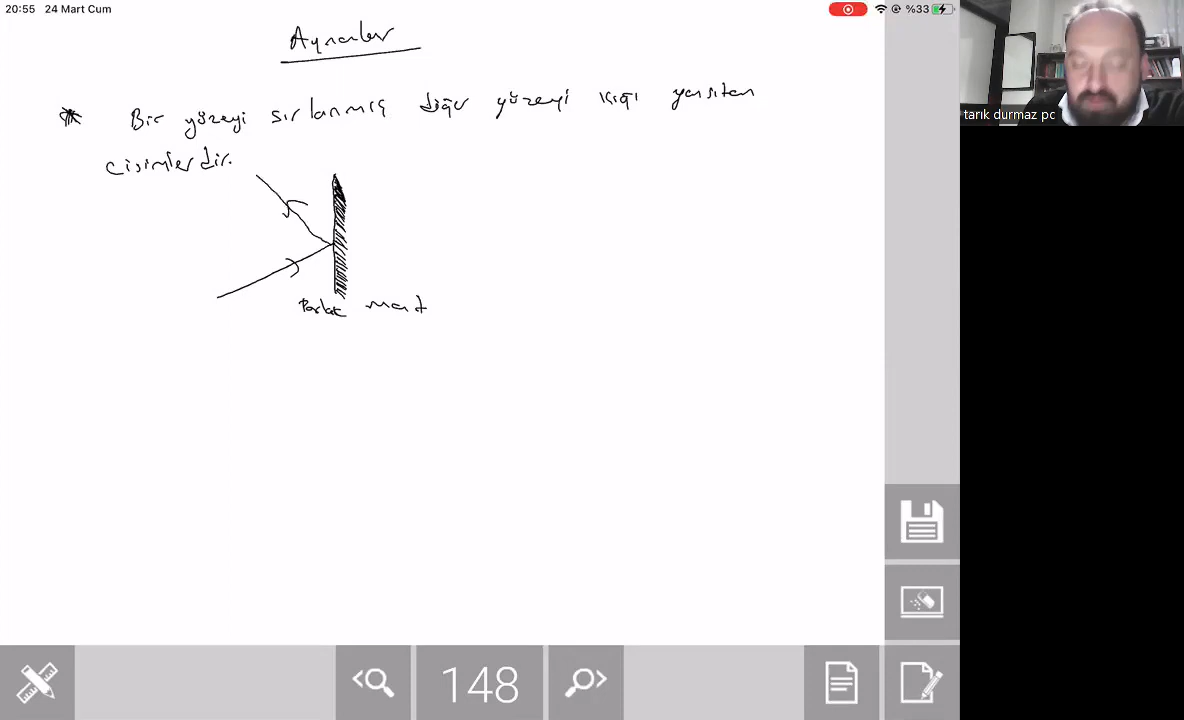 20:55 24 Mart Cum %33
Aynalar
Bir yüzeyi sırlanmış diğer yüzeyi ışığı yansıtan
cisimlerdir.
Parlak mat
tarık durmaz pc
148